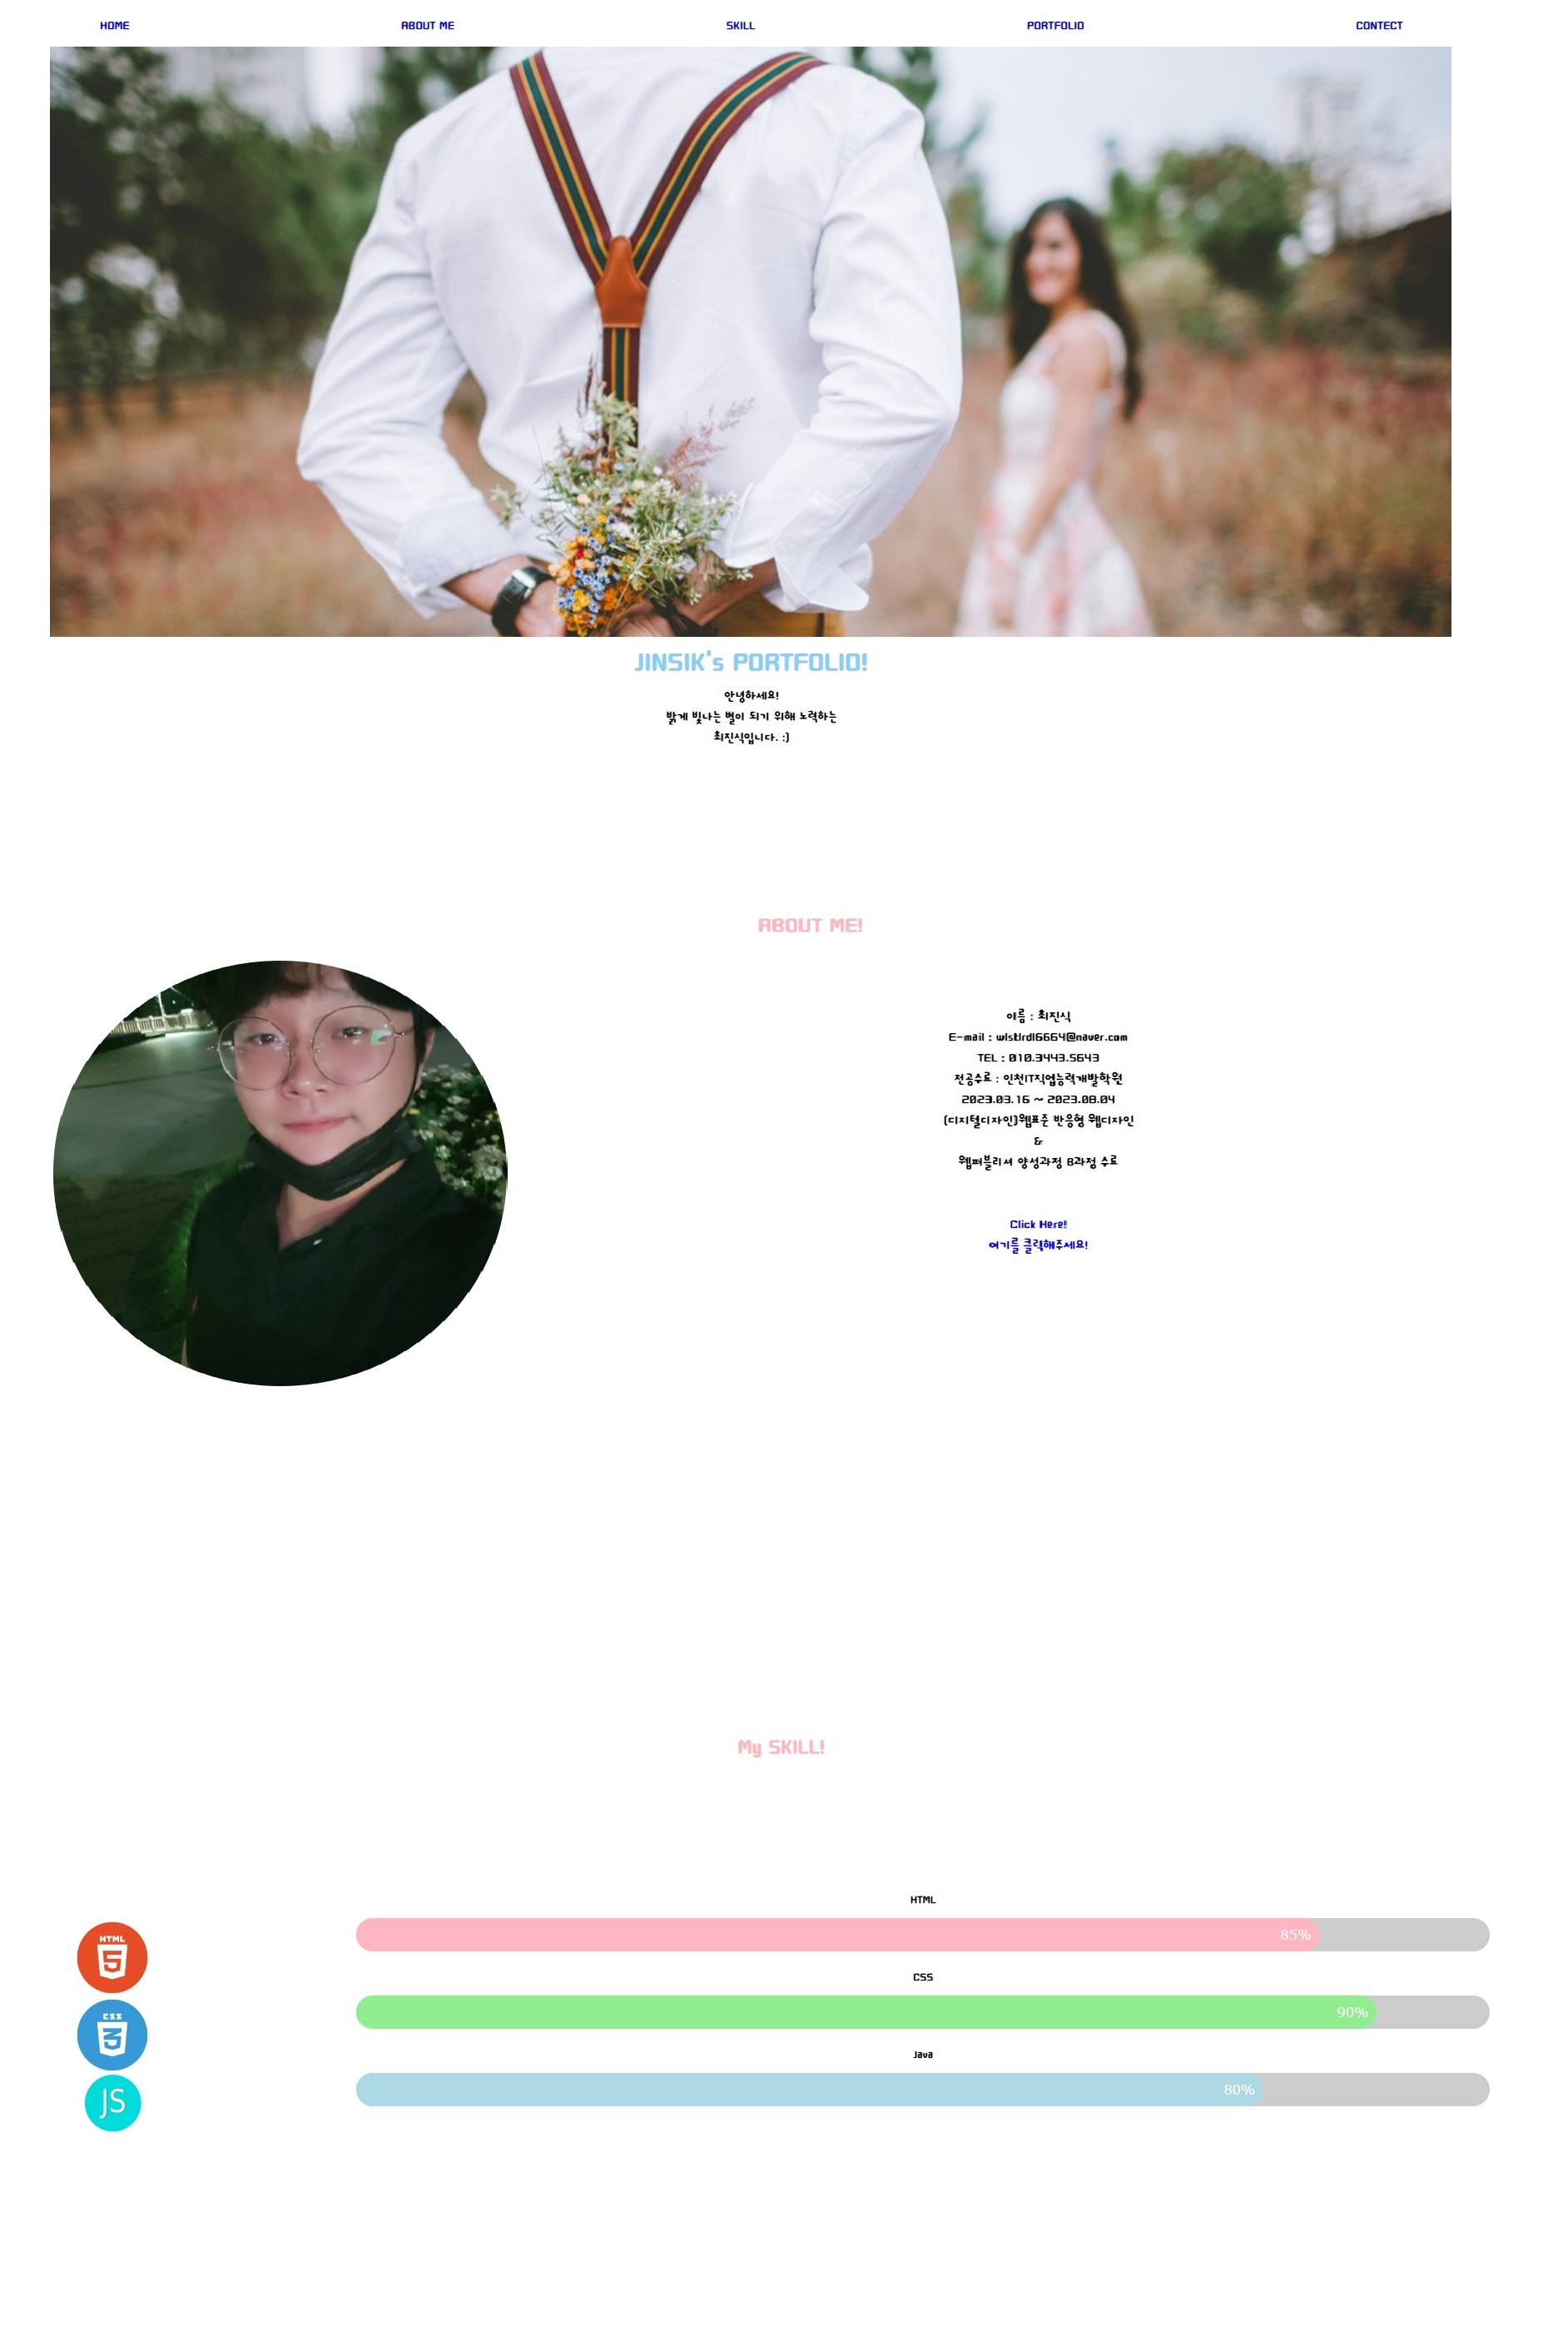 HOME ABOUT ME SKILL PORTFOLIO CONTECT
JINSIK's PORTFOLIO!
안녕하세요!
밝게 빛나는 별이 되기 위해 노력하는
최진식입니다. :)
ABOUT ME!
이름 : 최진식
E-mail : wlstlrdl6664@naver.com
TEL : 010.3443.5643
전공수료 : 인천IT직업능력개발학원
2023.03.16 ~ 2023.08.04
(디지털디자인)웹표준 반응형 웹디자인
&
웹퍼블리셔 양성과정 B과정 수료
Click Here!
여기를 클릭해주세요!
My SKILL!
HTML
HTML
5
85%
CSS
CSS
3
90%
Java
JS
80%